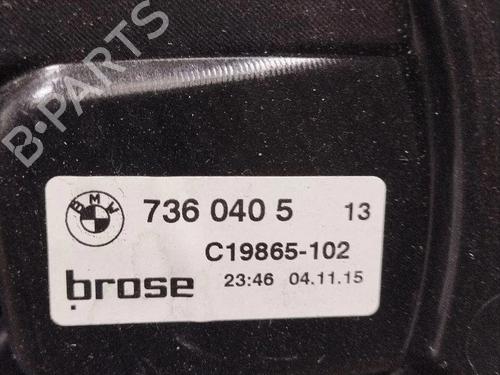 B-PARTS
BMW
736 040 5 13
C19865-102
brose 23:46 04.11.15